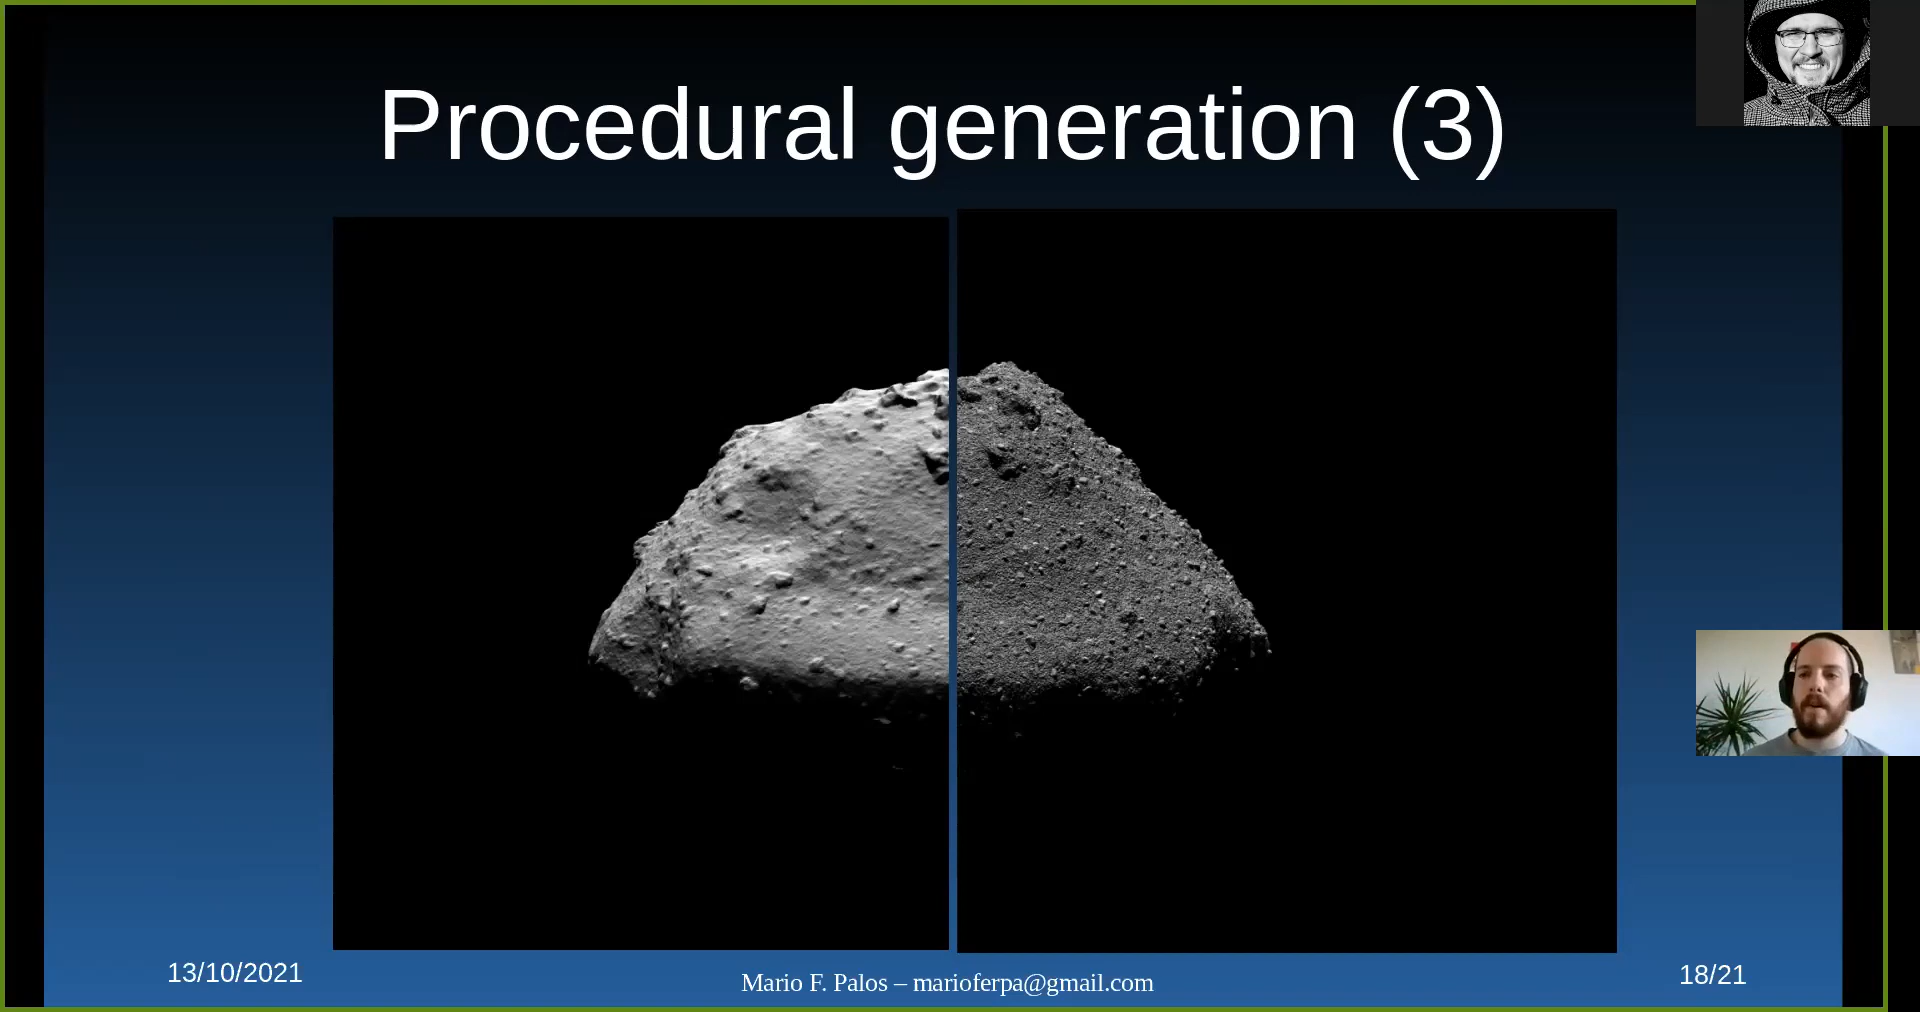 Procedural generation (3)
13/10/2021
Mario F. Palos – marioferpa@gmail.com
18/21